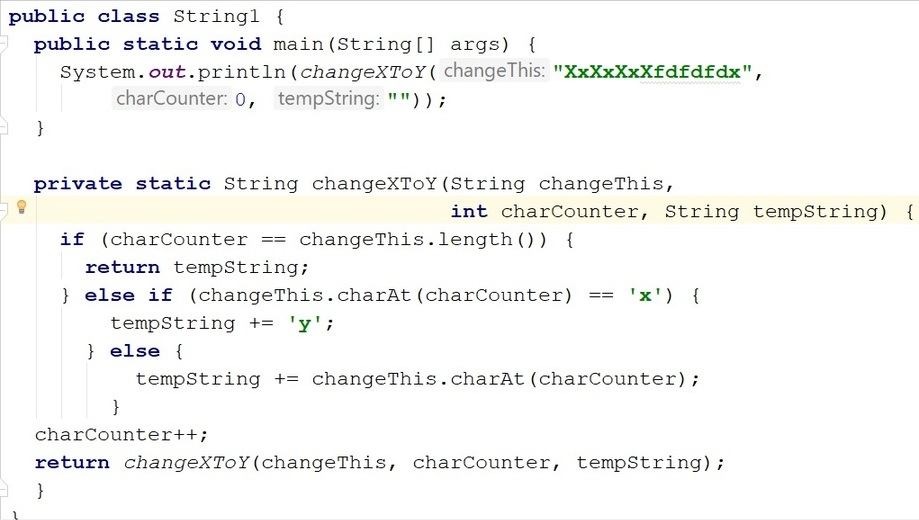 public class String1 {
public static void main(String[] args) {
System.out.println(changeXToY( changeThis: "XxXxXxXfdfdfdx",
charCounter: 0, tempString: ""));
}
private static String changeXToY(String changeThis,
int charCounter, String tempString) {
if (charCounter == changeThis.length()) {
return tempString;
} else if (changeThis.charAt(charCounter) == 'x') {
tempString += 'y';
} else {
tempString += changeThis.charAt(charCounter);
}
charCounter++;
return changeXToY(changeThis, charCounter, tempString);
}
}